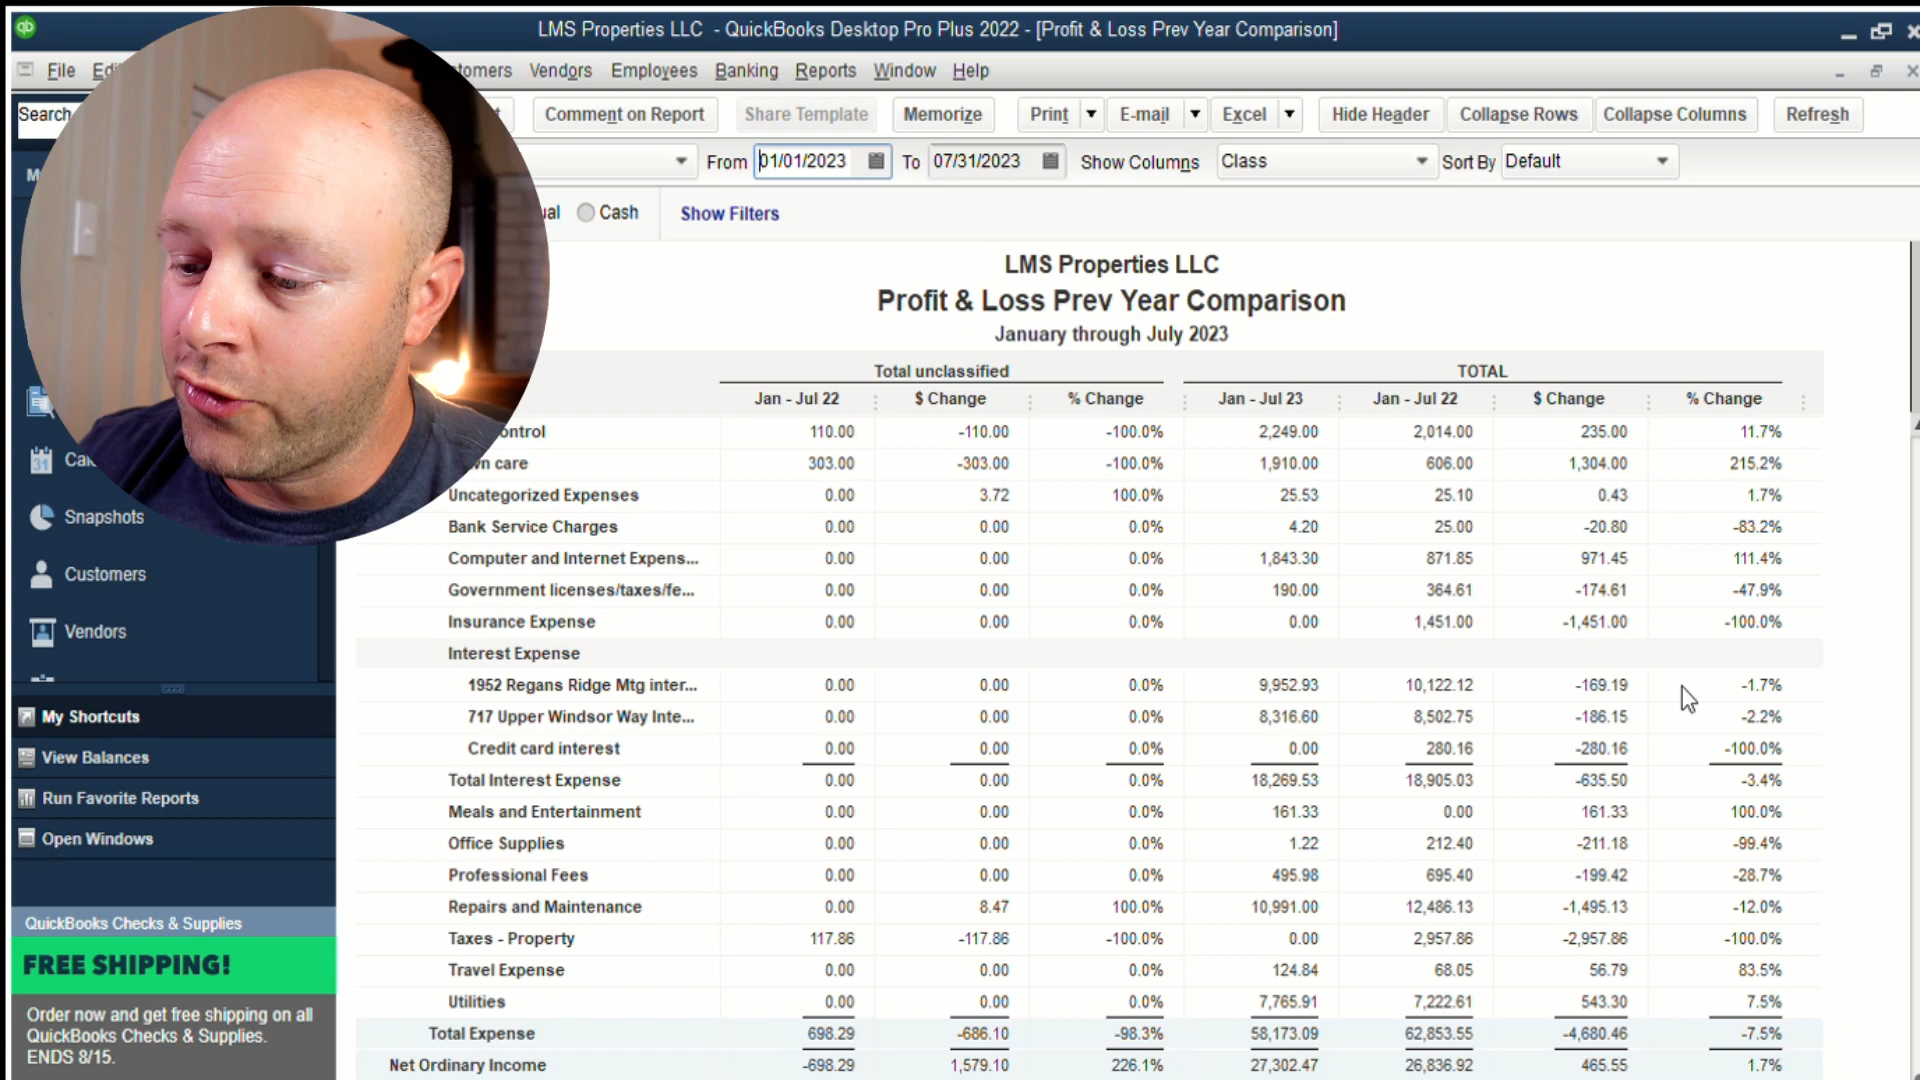 qb LMS Properties LLC - QuickBooks Desktop Pro Plus 2022 - [Profit & Loss Prev Year Comparison]
File Vendors Employees Banking Reports Window Help
Search Comment on Report Share Template Memorize Print E-mail Excel Hide Header Collapse Rows Collapse Columns Refresh
From 01/01/2023 To 07/31/2023 Show Columns Class Sort By Default
Cash Show Filters
LMS Properties LLC
Profit & Loss Prev Year Comparison
January through July 2023
Total unclassified TOTAL
Jan - Jul 22 $ Change % Change Jan - Jul 23 Jan - Jul 22 $ Change % Change
ontrol 110.00 -110.00 -100.0% 2,249.00 2,014.00 235.00 11.7%
care 303.00 -303.00 -100.0% 1,910.00 606.00 1,304.00 215.2%
Uncategorized Expenses 0.00 3.72 100.0% 25.53 25.10 0.43 1.7%
Bank Service Charges 0.00 0.00 0.0% 4.20 25.00 -20.80 -83.2%
Computer and Internet Expens... 0.00 0.00 0.0% 1,843.30 871.85 971.45 111.4%
Government licenses/taxes/fe... 0.00 0.00 0.0% 190.00 364.61 -174.61 -47.9%
Insurance Expense 0.00 0.00 0.0% 0.00 1,451.00 -1,451.00 -100.0%
Interest Expense
1952 Regans Ridge Mtg inter... 0.00 0.00 0.0% 9,952.93 10,122.12 -169.19 -1.7%
717 Upper Windsor Way Inte... 0.00 0.00 0.0% 8,316.60 8,502.75 -186.15 -2.2%
Credit card interest 0.00 0.00 0.0% 0.00 280.16 -280.16 -100.0%
Total Interest Expense 0.00 0.00 0.0% 18,269.53 18,905.03 -635.50 -3.4%
Meals and Entertainment 0.00 0.00 0.0% 161.33 0.00 161.33 100.0%
Office Supplies 0.00 0.00 0.0% 1.22 212.40 -211.18 -99.4%
Professional Fees 0.00 0.00 0.0% 495.98 695.40 -199.42 -28.7%
Repairs and Maintenance 0.00 8.47 100.0% 10,991.00 12,486.13 -1,495.13 -12.0%
Taxes - Property 117.86 -117.86 -100.0% 0.00 2,957.86 -2,957.86 -100.0%
Travel Expense 0.00 0.00 0.0% 124.84 68.05 56.79 83.5%
Utilities 0.00 0.00 0.0% 7,765.91 7,222.61 543.30 7.5%
Total Expense 698.29 -686.10 -98.3% 58,173.09 62,853.55 -4,680.46 -7.5%
Net Ordinary Income -698.29 1,579.10 226.1% 27,302.47 26,836.92 465.55 1.7%
31
Snapshots
Customers
Vendors
My Shortcuts
View Balances
Run Favorite Reports
Open Windows
QuickBooks Checks & Supplies
FREE SHIPPING!
Order now and get free shipping on all
QuickBooks Checks & Supplies.
ENDS 8/15.